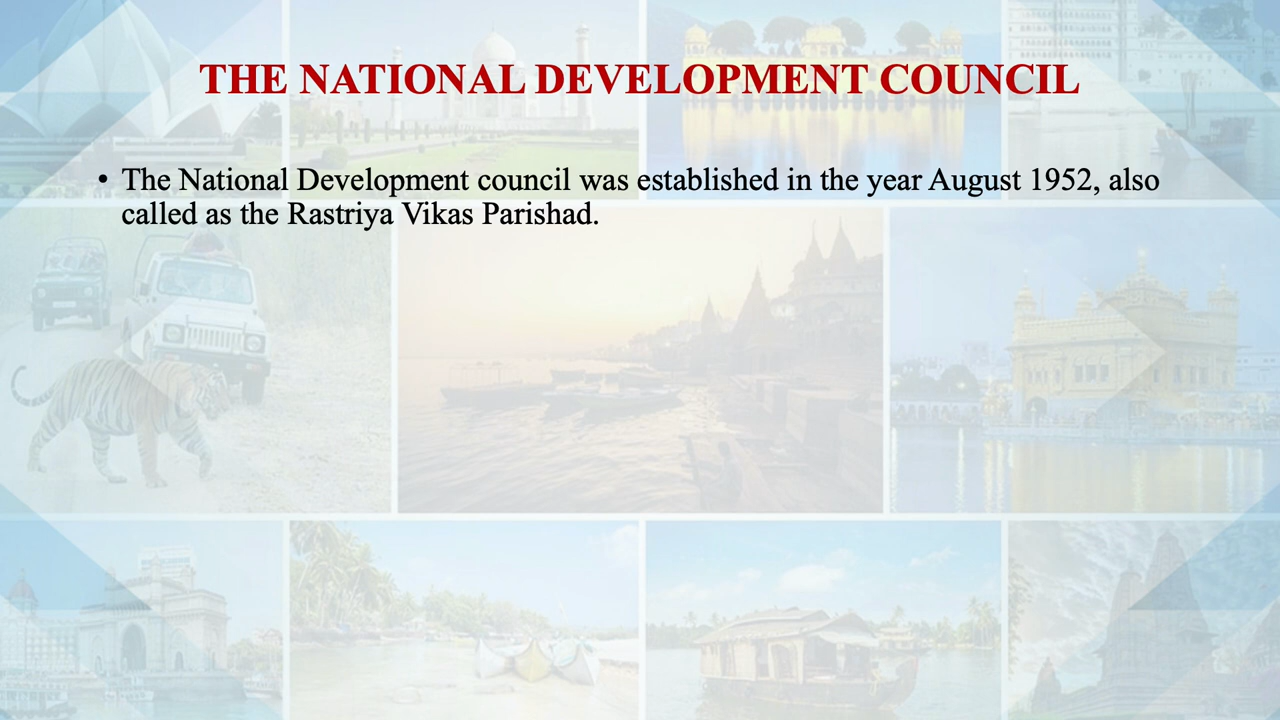 THE NATIONAL DEVELOPMENT COUNCIL
• The National Development council was established in the year August 1952, also
called as the Rastriya Vikas Parishad.